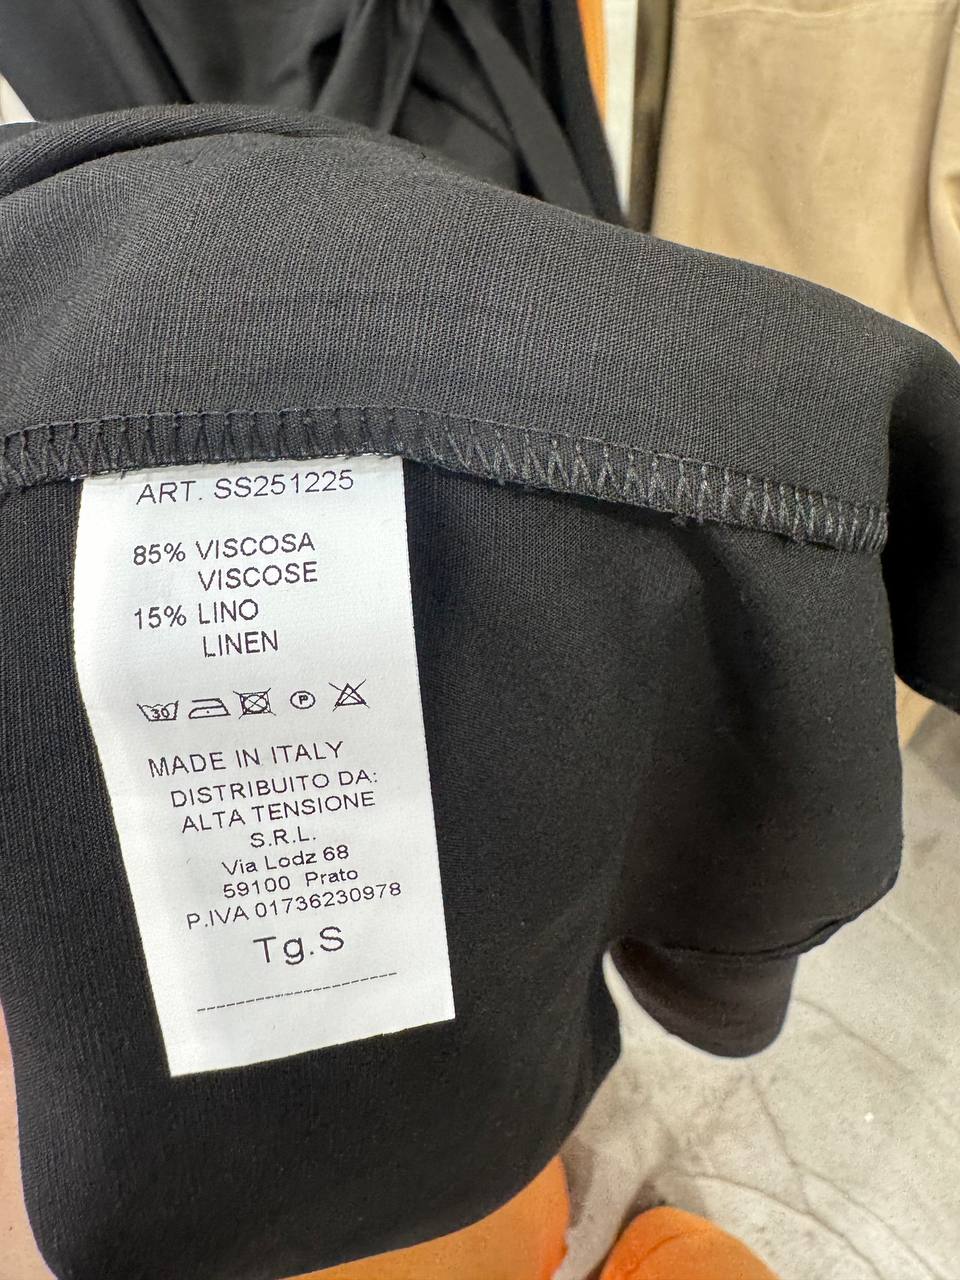 ART. SS251225
85% VISCOSA
VISCOSE
15% LINO
LINEN
30 P
MADE IN ITALY
DISTRIBUITO DA:
ALTA TENSIONE
S.R.L.
Via Lodz 68
59100 Prato
P.IVA 01736230978
Tg.S